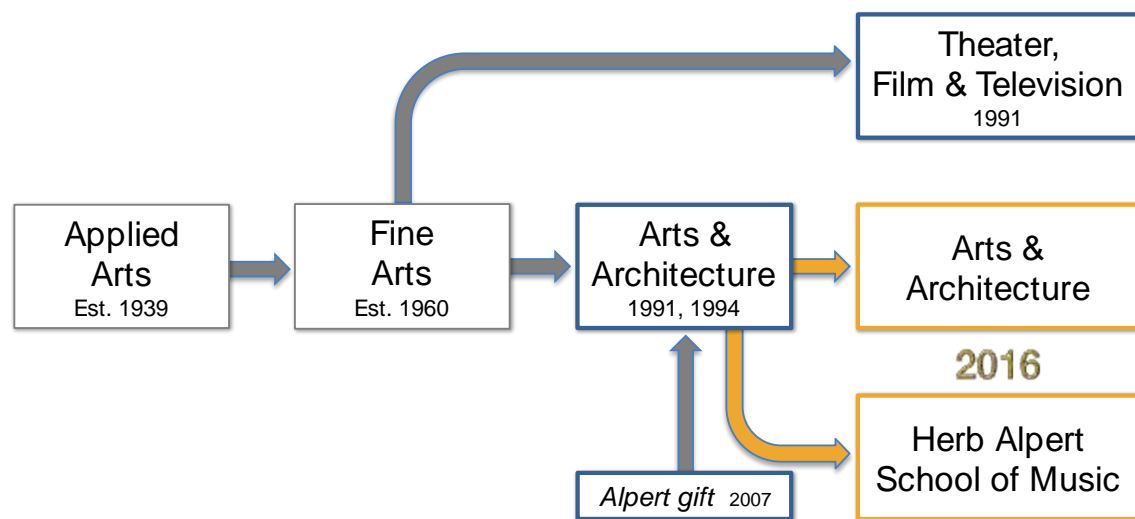 Theater,
Film & Television
1991
Applied
Arts
Est. 1939
Fine
Arts
Est. 1960
Arts &
Architecture
1991, 1994
Arts &
Architecture
2016
Herb Alpert
School of Music
Alpert gift 2007